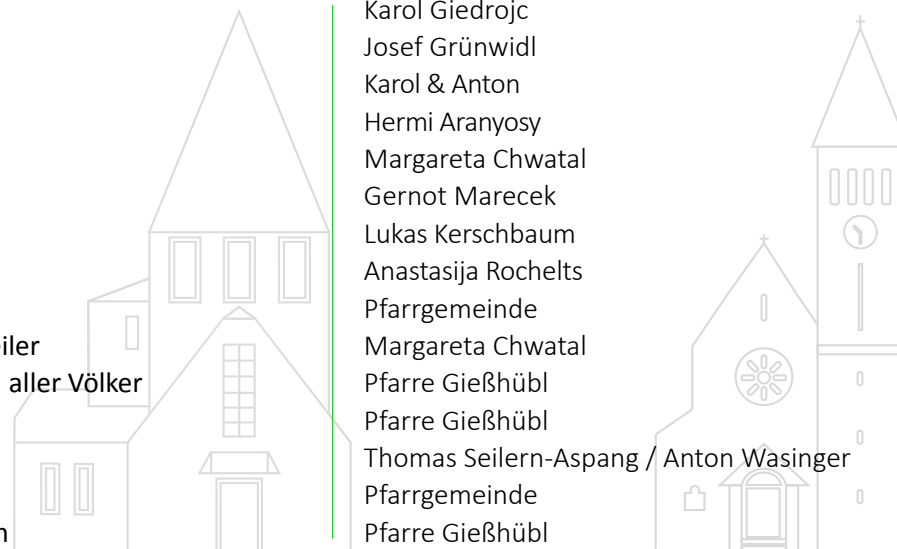 Karol Giedrojc
Josef Grünwidl
Karol & Anton
Hermi Aranyosy
Margareta Chwatal
Gernot Marecek
Lukas Kerschbaum
Anastasija Rochelts
Pfarrgemeinde
Margareta Chwatal
aller Völker Pfarre Gießhübl
Pfarre Gießhübl
Thomas Seilern-Aspang / Anton Wasinger
Pfarrgemeinde
Pfarre Gießhübl